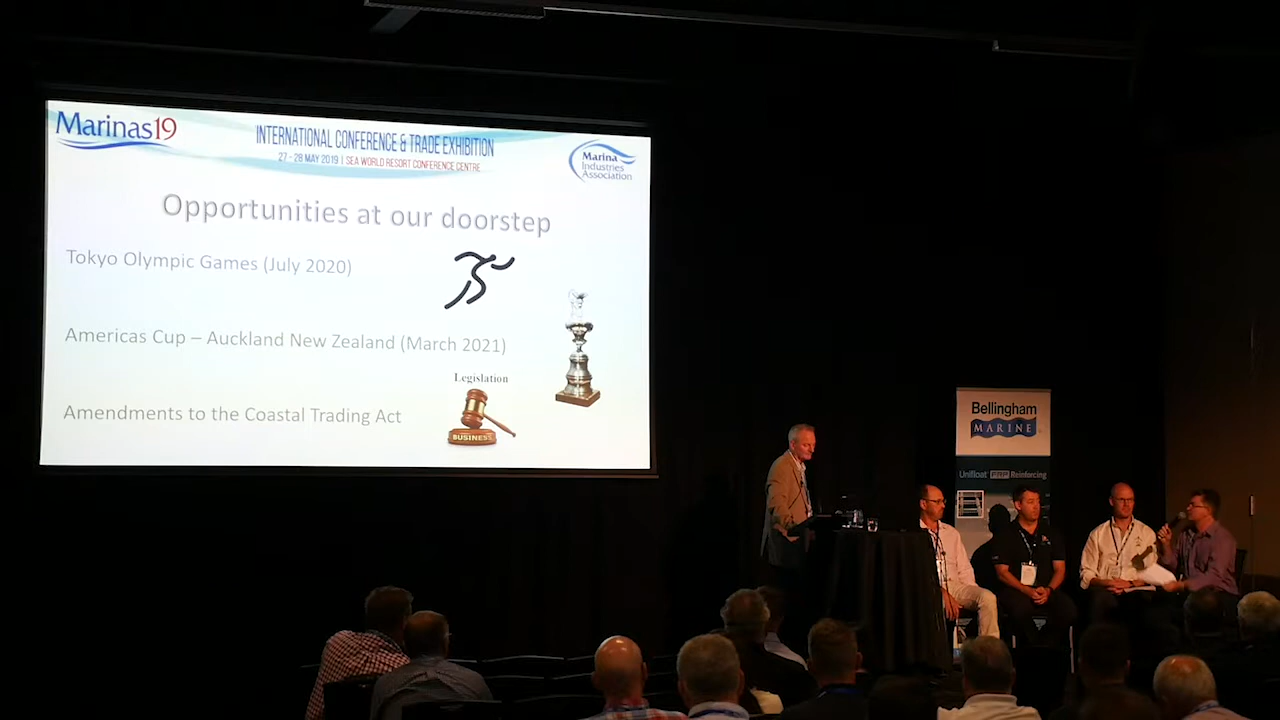 Marinas19
INTERNATIONAL CONFERENCE & TRADE EXHIBITION
27 - 28 MAY 2019 | SEA WORLD RESORT CONFERENCE CENTRE
Marina
Industries
Association
Opportunities at our doorstep
Tokyo Olympic Games (July 2020)
Americas Cup – Auckland New Zealand (March 2021)
Legislation
Amendments to the Coastal Trading Act
BUSINESS
Bellingham
MARINE
Unifloat FRP Reinforcing